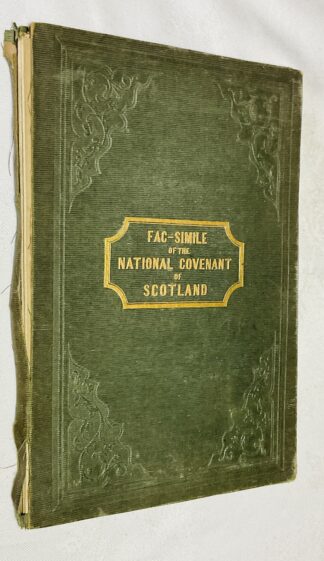 FAC-SIMILE
OF THE
NATIONAL COVENANT
OF
SCOTLAND